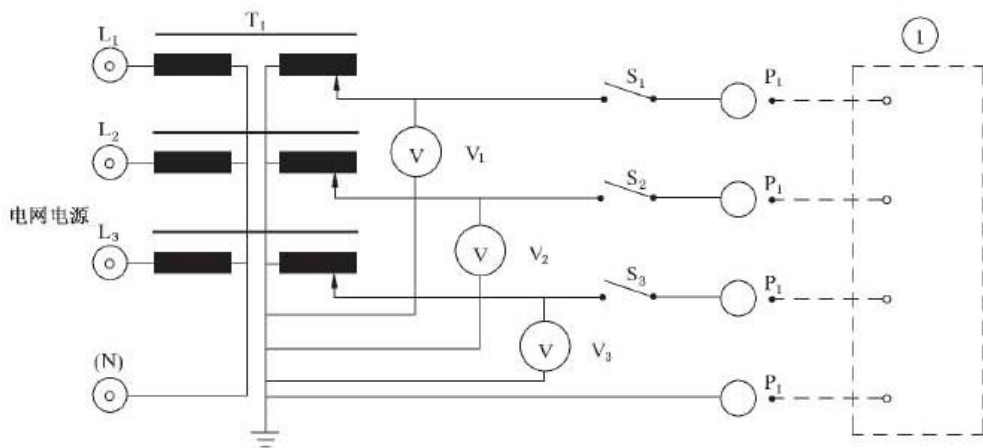 T₁
①
L₁
S₁
P₁
L₂
V
V₁
S₂
P₁
电网电源
L₃
V
V₂
S₃
P₁
V
V₃
(N)
P₁